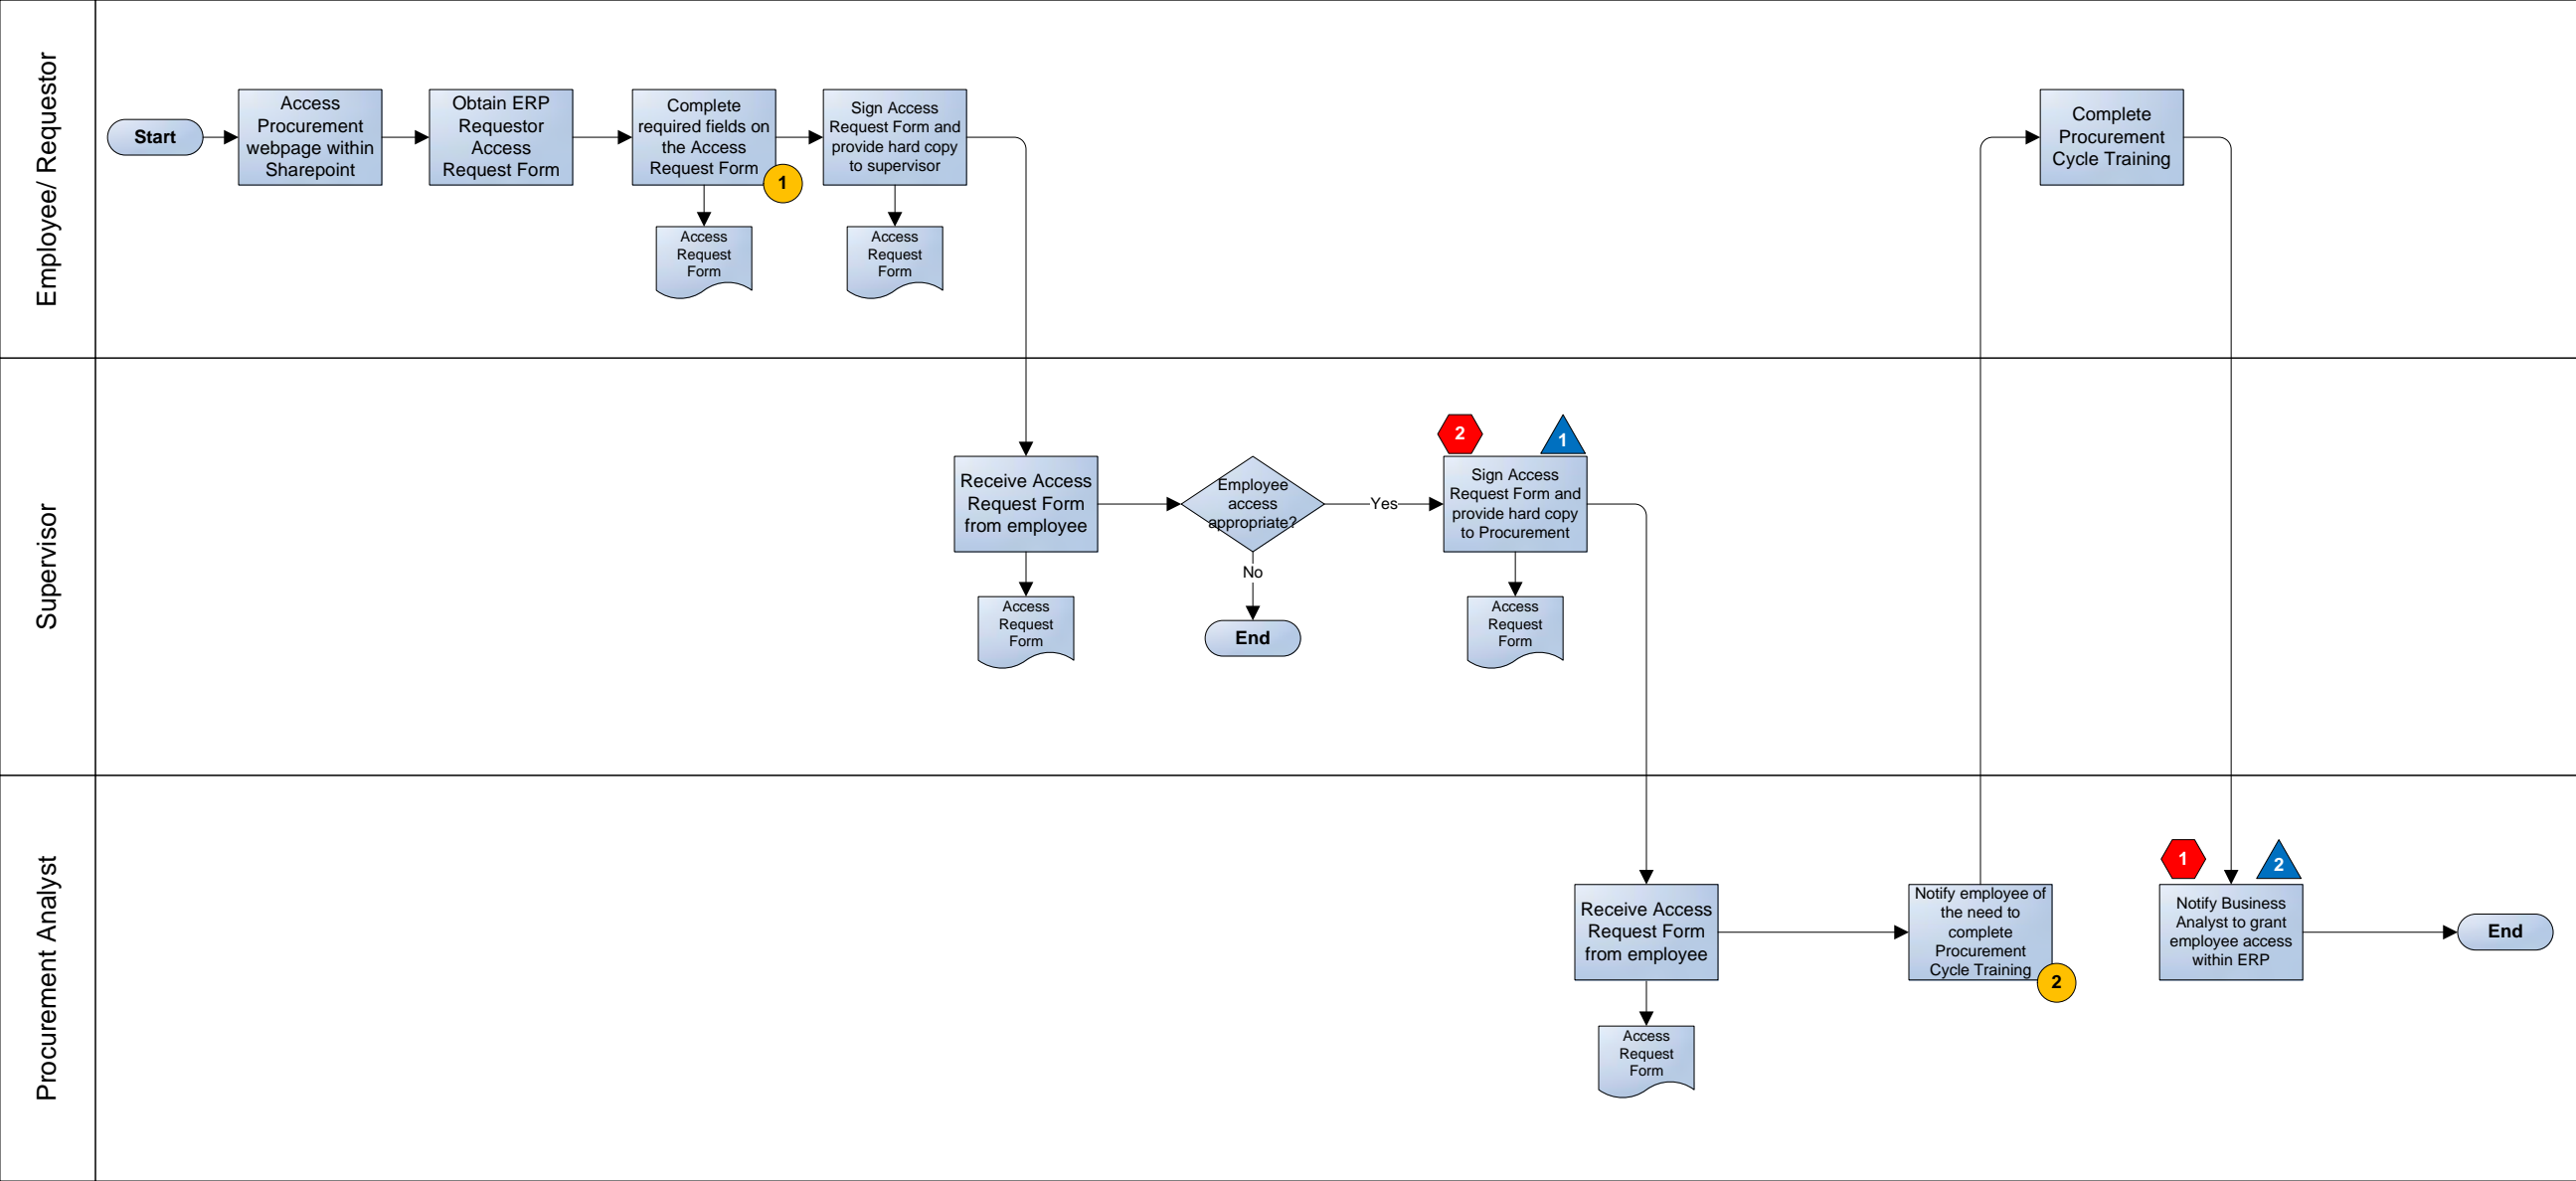 Employee/ Requestor
Start
Access
Procurement
webpage within
Sharepoint
Obtain ERP
Requestor
Access
Request Form
Complete
required fields on
the Access
Request Form
1
Sign Access
Request Form and
provide hard copy
to supervisor
Access
Request
Form
Access
Request
Form
Complete
Procurement
Cycle Training
Supervisor
Receive Access
Request Form
from employee
Access
Request
Form
Employee
access
appropriate?
Yes
No
End
2
1
Sign Access
Request Form and
provide hard copy
to Procurement
Access
Request
Form
Procurement Analyst
Receive Access
Request Form
from employee
Access
Request
Form
Notify employee of
the need to
complete
Procurement
Cycle Training
2
1
2
Notify Business
Analyst to grant
employee access
within ERP
End